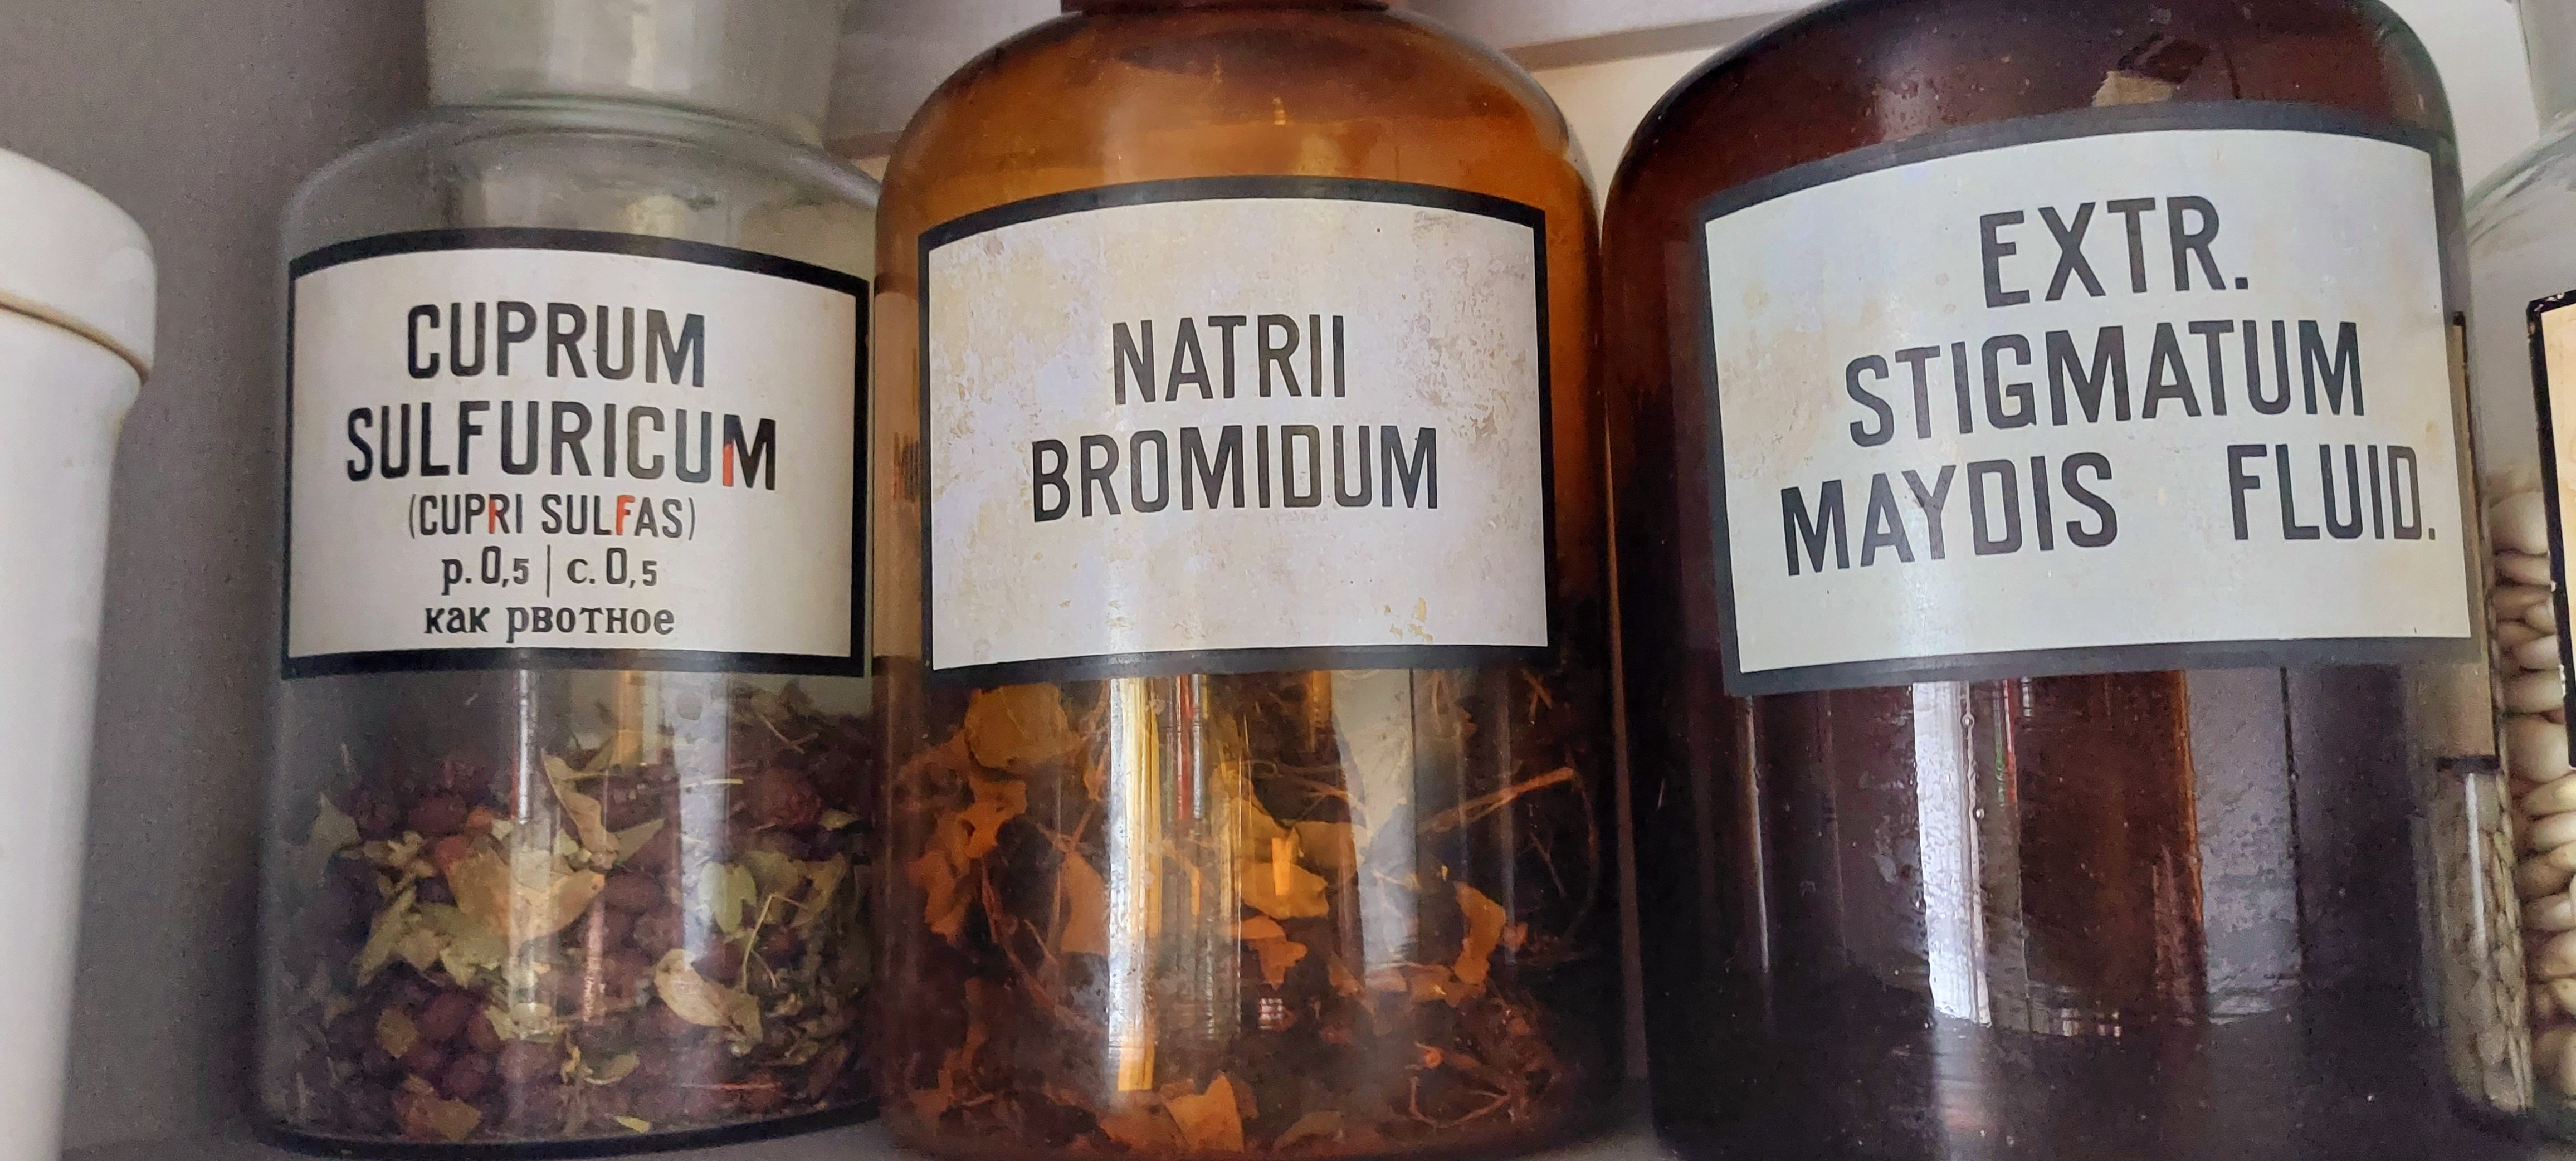 CUPRUM
SULFURICUM
(CUPRI SULFAS)
р. 0,5 | с. 0,5
как рвотное
NATRII
BROMIDUM
EXTR.
STIGMATUM
MAYDIS FLUID.